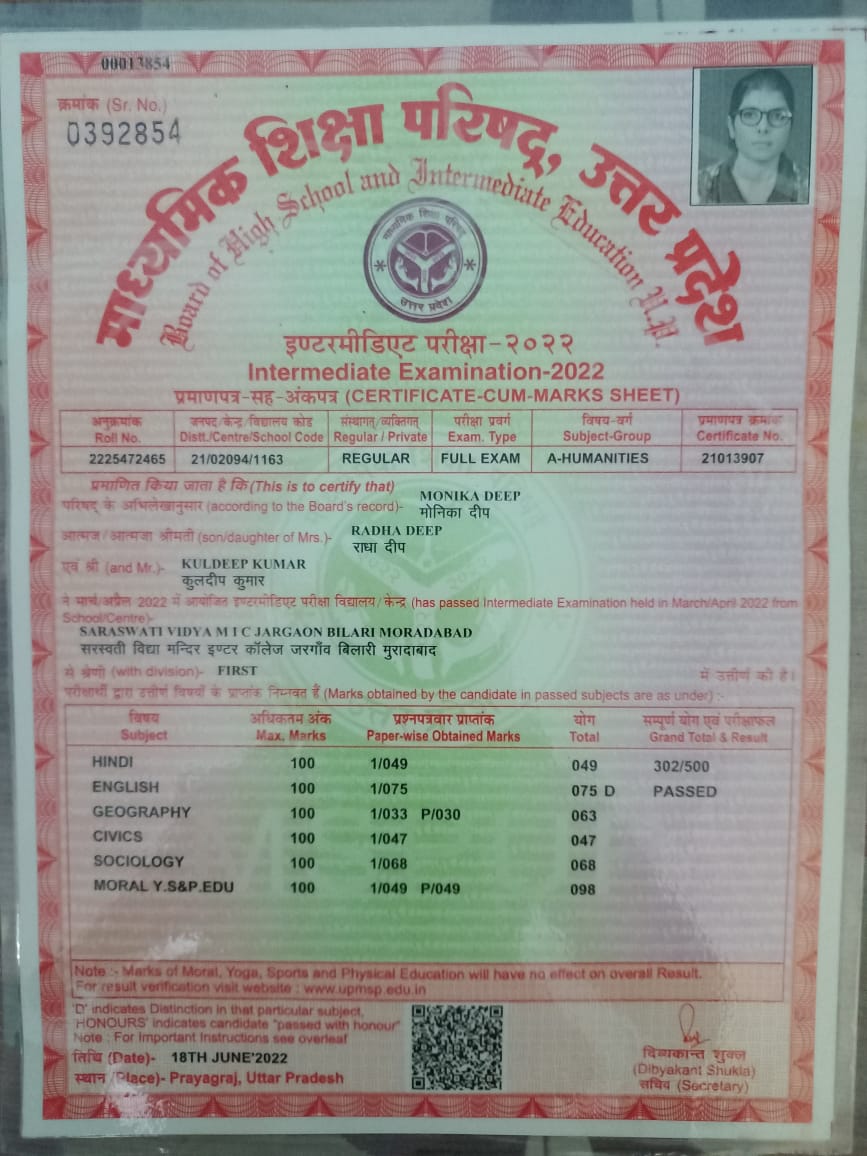 00013854
क्रमांक (Sr. No.)
0392854
माध्यमिक शिक्षा परिषद्, उत्तर प्रदेश
Board of High School and Intermediate Education U.P.
माध्यमिक शिक्षा परिषद्
उत्तर प्रदेश
इण्टरमीडिएट परीक्षा-२०२२
Intermediate Examination-2022
प्रमाणपत्र-सह-अंकपत्र (CERTIFICATE-CUM-MARKS SHEET)
अनुक्रमांक जनपद/केन्द्र/विद्यालय कोड संस्थागत/व्यक्तिगत परीक्षा प्रवर्ग विषय-वर्ग प्रमाणपत्र क्रमांक
Roll No. Distt./Centre/School Code Regular / Private Exam. Type Subject-Group Certificate No.
2225472465 21/02094/1163 REGULAR FULL EXAM A-HUMANITIES 21013907
प्रमाणित किया जाता है कि (This is to certify that)
MONIKA DEEP
परिषद् के अभिलेखानुसार (according to the Board's record)- मोनिका दीप
RADHA DEEP
आत्मज/आत्मजा श्रीमती (son/daughter of Mrs.)- राधा दीप
एवं श्री (and Mr.)- KULDEEP KUMAR
कुलदीप कुमार
ने मार्च/अप्रैल 2022 में आयोजित इण्टरमीडिएट परीक्षा विद्यालय/केन्द्र (has passed Intermediate Examination held in March/April 2022 from
School/Centre)-
SARASWATI VIDYA M I C JARGAON BILARI MORADABAD
सरस्वती विद्या मन्दिर इण्टर कॉलेज जरगाँव बिलारी मुरादाबाद
से श्रेणी (with division)- FIRST में उत्तीर्ण की है।
परीक्षार्थी द्वारा उत्तीर्ण विषयों के प्राप्तांक निम्नवत हैं (Marks obtained by the candidate in passed subjects are as under) :-
विषय अधिकतम अंक प्रश्नपत्रवार प्राप्तांक योग सम्पूर्ण योग एवं परीक्षाफल
Subject Max. Marks Paper-wise Obtained Marks Total Grand Total & Result
HINDI 100 1/049 049 302/500
ENGLISH 100 1/075 075 D PASSED
GEOGRAPHY 100 1/033 P/030 063
CIVICS 100 1/047 047
SOCIOLOGY 100 1/068 068
MORAL Y.S&P.EDU 100 1/049 P/049 098
Note :- Marks of Moral, Yoga, Sports and Physical Education will have no effect on overall Result.
For result verification visit website : www.upmsp.edu.in
'D' indicates Distinction in that particular subject.
'HONOURS' indicates candidate "passed with honour"
Note : For Important Instructions see overleaf
तिथि (Date)- 18TH JUNE'2022
स्थान (Place)- Prayagraj, Uttar Pradesh
दिव्यकान्त शुक्ल
(Dibyakant Shukla)
सचिव (Secretary)